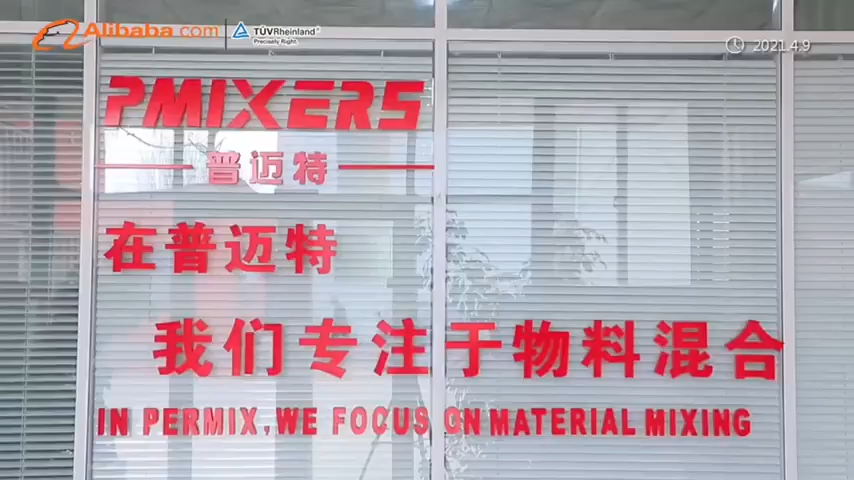 Alibaba.com
TÜVRheinland
Precisely Right.
2021.4.9
PMIXERS
普迈特
在普迈特
我们专注于物料混合
IN PERMIX,WE FOCUS ON MATERIAL MIXING